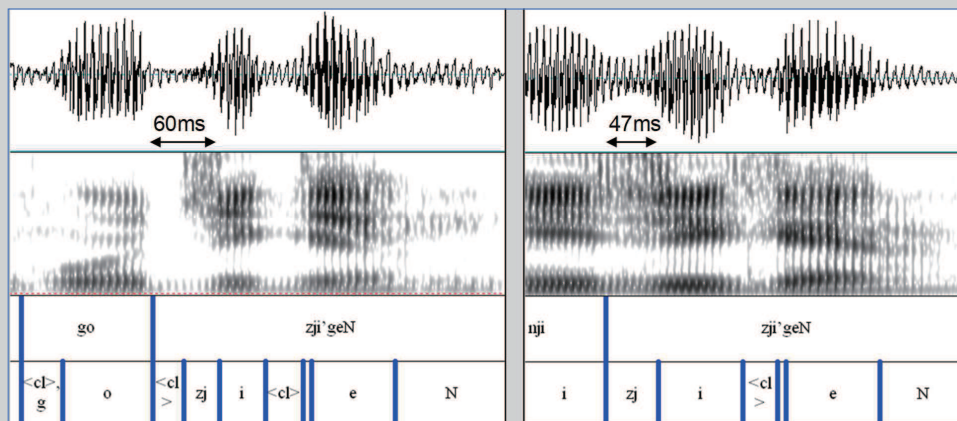 60ms
47ms
go zji'geN
nji zji'geN
<cl>, g o <cl> zj i <cl> e N
i zj i <cl> e N